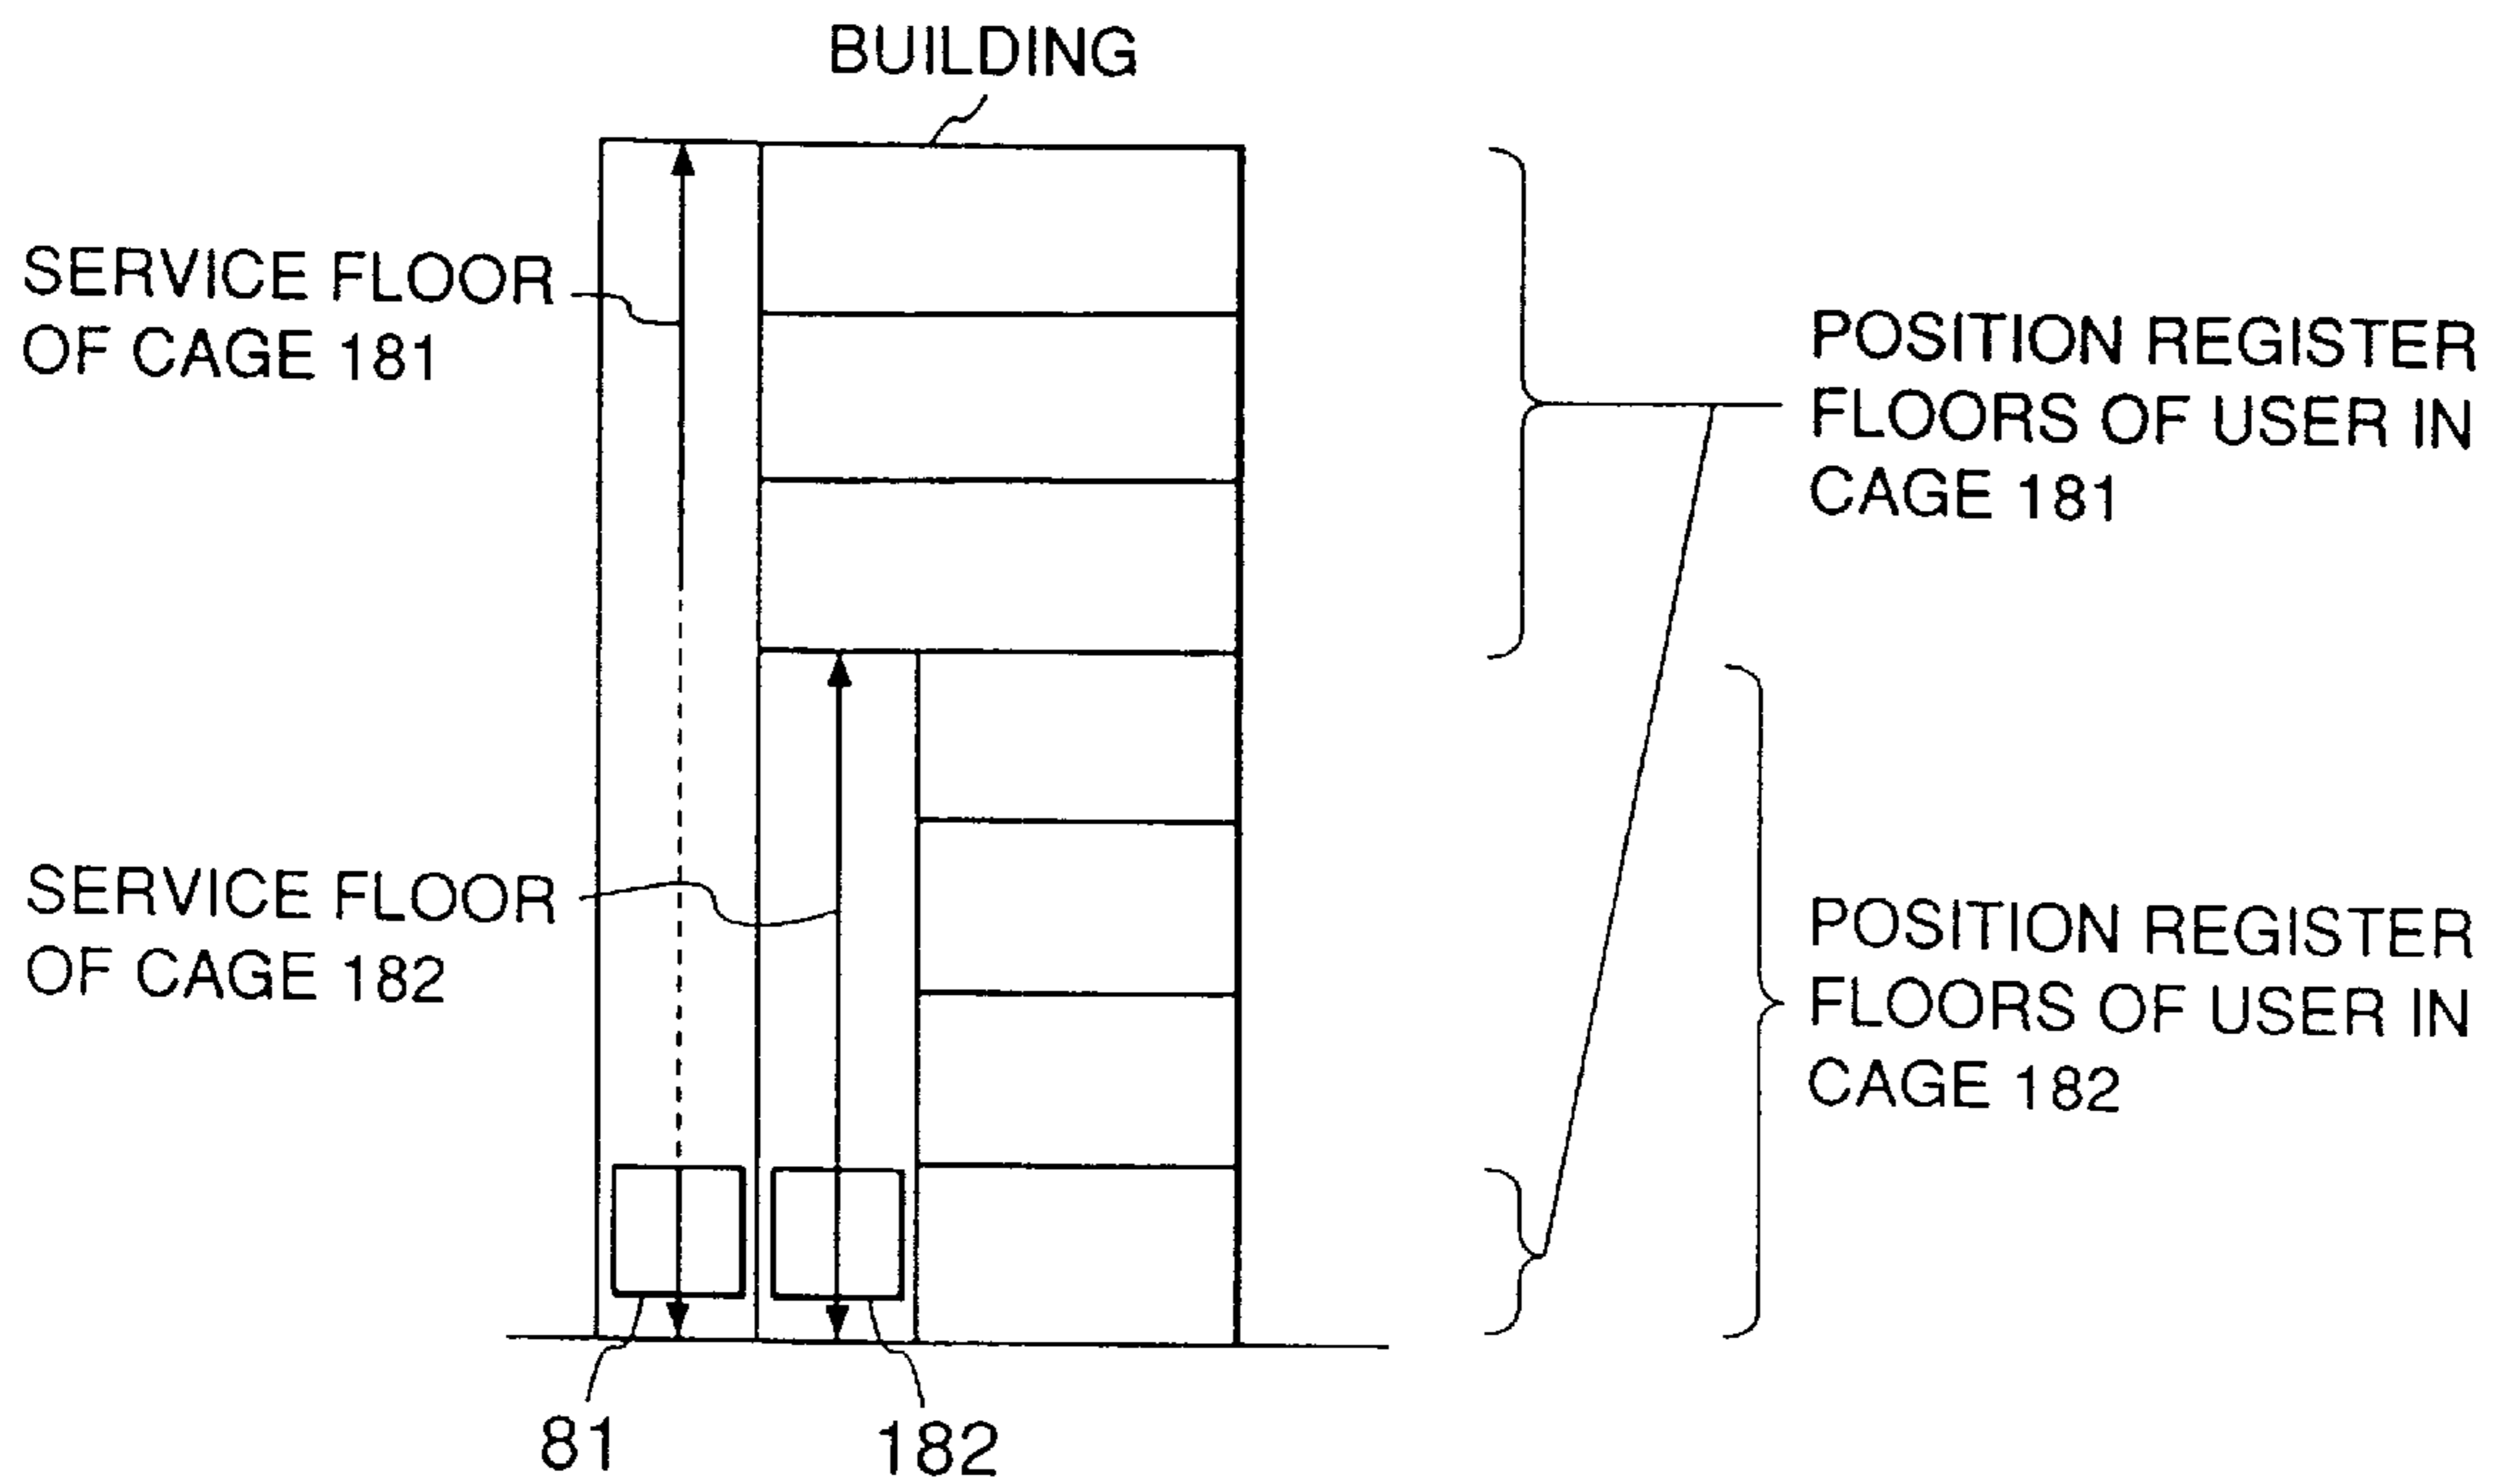 BUILDING
SERVICE FLOOR
OF CAGE 181
POSITION REGISTER
FLOORS OF USER IN
CAGE 181
SERVICE FLOOR
OF CAGE 182
POSITION REGISTER
FLOORS OF USER IN
CAGE 182
81
182